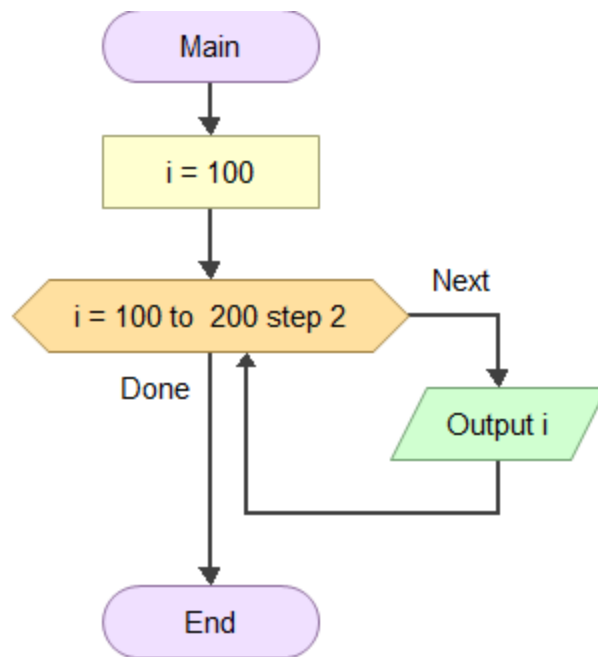 Main
i = 100
i = 100 to  200 step 2
Next
Done
Output i
End